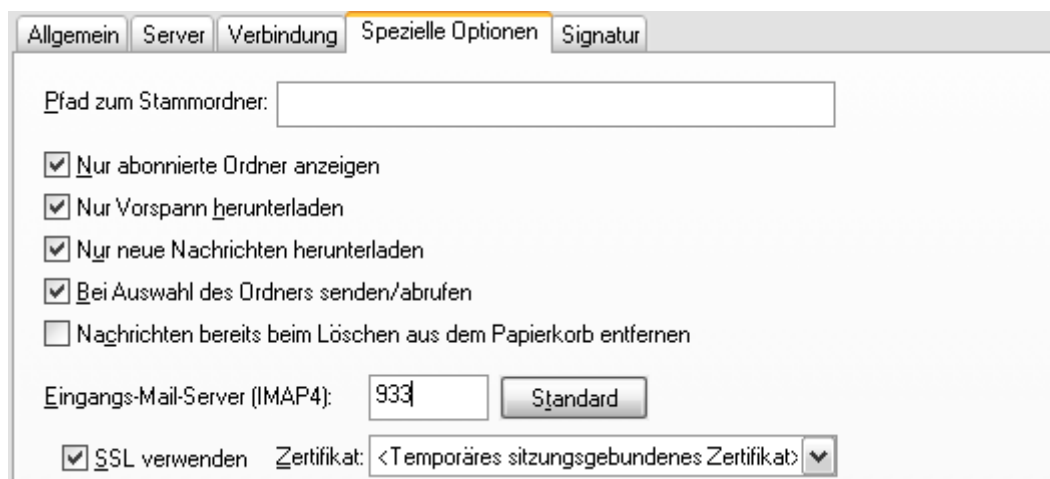 Allgemein Server Verbindung Spezielle Optionen Signatur
Pfad zum Stammordner:
Nur abonnierte Ordner anzeigen
Nur Vorspann herunterladen
Nur neue Nachrichten herunterladen
Bei Auswahl des Ordners senden/abrufen
Nachrichten bereits beim Löschen aus dem Papierkorb entfernen
Eingangs-Mail-Server (IMAP4): 933 Standard
SSL verwenden Zertifikat: <Temporäres sitzungsgebundenes Zertifikat>